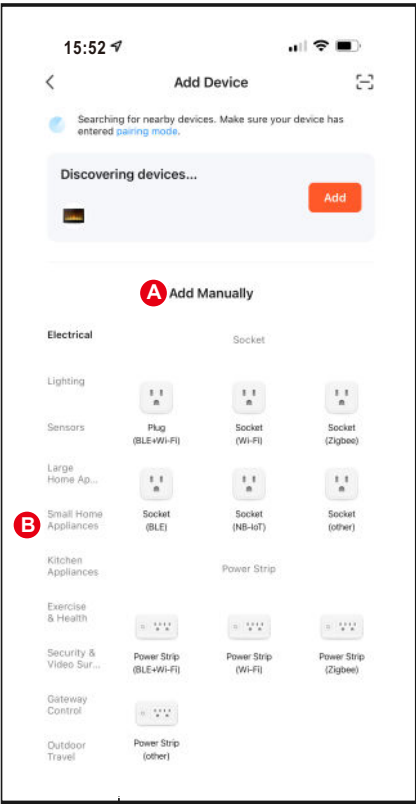 15:52
Add Device
Searching for nearby devices. Make sure your device has
entered pairing mode.
Discovering devices...
Add
A Add Manually
Electrical
Lighting
Sensors
Large
Home Ap...
B Small Home
Appliances
Kitchen
Appliances
Exercise
& Health
Security &
Video Sur...
Gateway
Control
Outdoor
Travel
Socket
Plug
(BLE+Wi-Fi)
Socket
(Wi-Fi)
Socket
(Zigbee)
Socket
(BLE)
Socket
(NB-IoT)
Socket
(other)
Power Strip
Power Strip
(BLE+Wi-Fi)
Power Strip
(Wi-Fi)
Power Strip
(Zigbee)
Power Strip
(other)